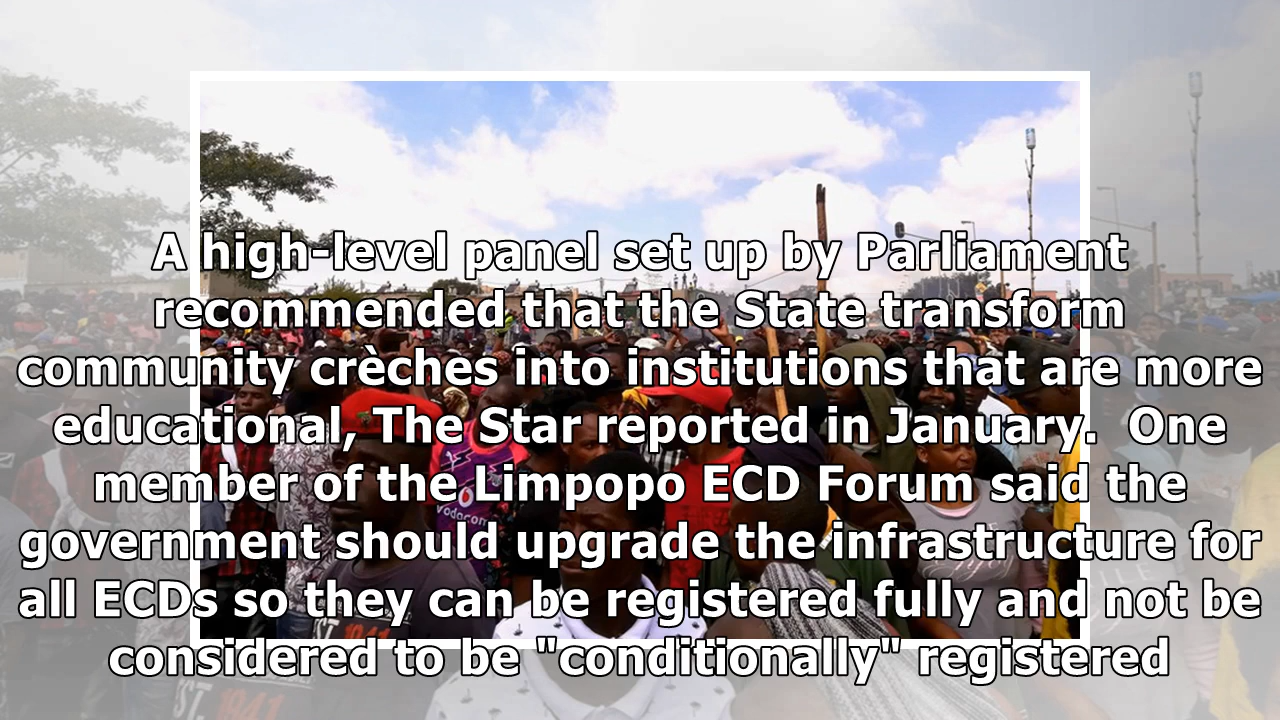 A high-level panel set up by Parliament
recommended that the State transform
community crèches into institutions that are more
educational, The Star reported in January.  One
member of the Limpopo ECD Forum said the
government should upgrade the infrastructure for
all ECDs so they can be registered fully and not be
considered to be "conditionally" registered
vodacom
1941